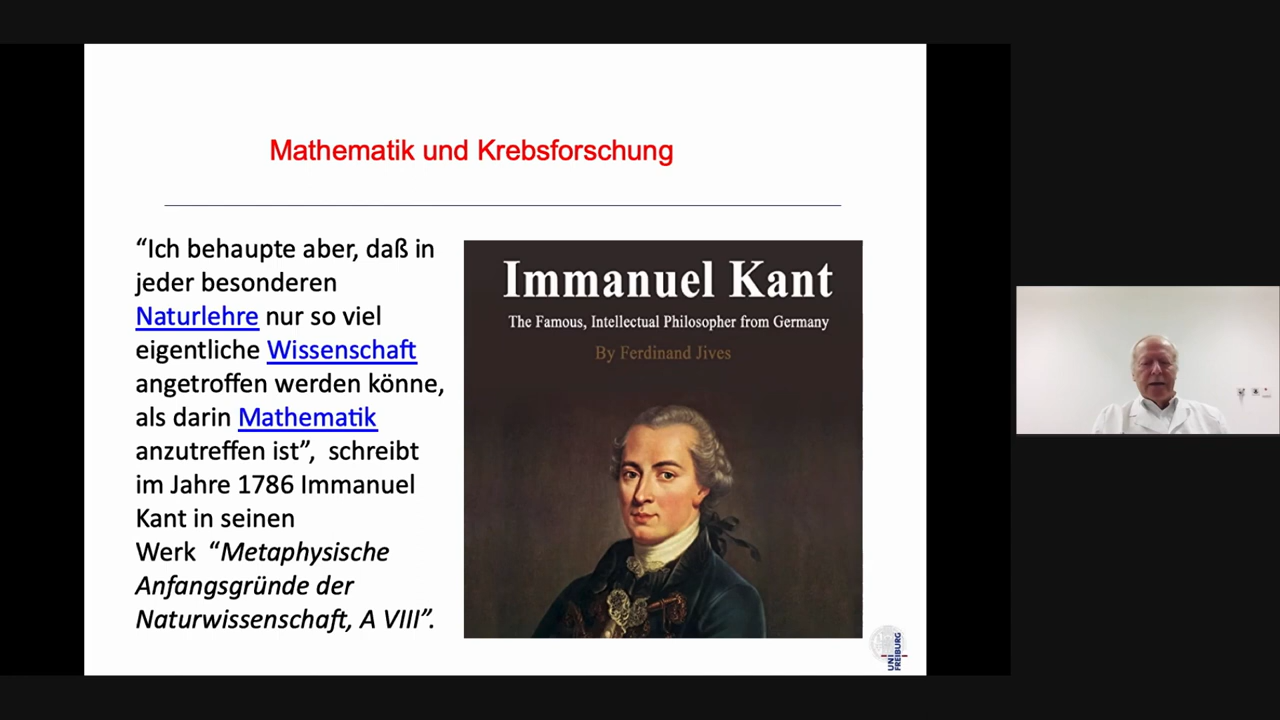 Mathematik und Krebsforschung
“Ich behaupte aber, daß in
jeder besonderen
Naturlehre nur so viel
eigentliche Wissenschaft
angetroffen werden könne,
als darin Mathematik
anzutreffen ist”,  schreibt
im Jahre 1786 Immanuel
Kant in seinen
Werk  “Metaphysische
Anfangsgründe der
Naturwissenschaft, A VIII”.
Immanuel Kant
The Famous, Intellectual Philosopher from Germany
By Ferdinand Jives
UNI
FREIBURG